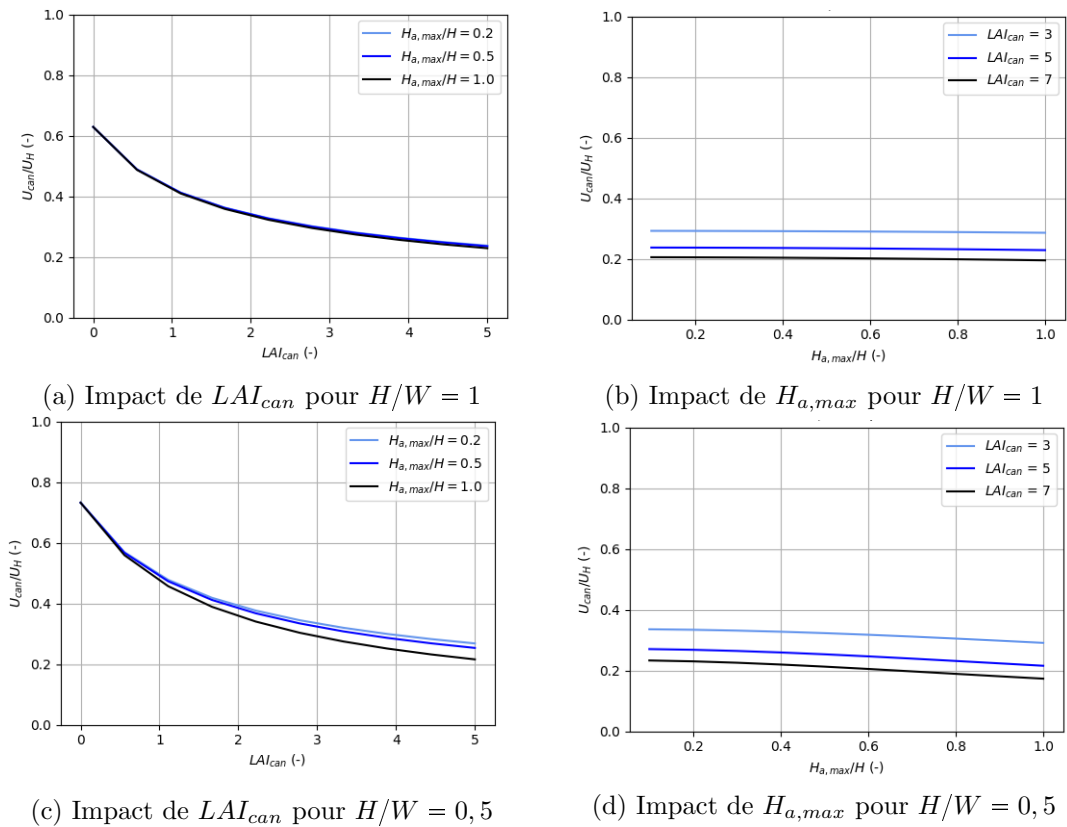 1.0
0.8
0.6
0.4
0.2
0.0
U_can/U_H (-)
H_a,max/H = 0.2
H_a,max/H = 0.5
H_a,max/H = 1.0
0 1 2 3 4 5
LAI_can (-)
(a) Impact de LAI_can pour H/W = 1
1.0
0.8
0.6
0.4
0.2
0.0
U_can/U_H (-)
LAI_can = 3
LAI_can = 5
LAI_can = 7
0.2 0.4 0.6 0.8 1.0
H_a,max/H (-)
(b) Impact de H_a,max pour H/W = 1
1.0
0.8
0.6
0.4
0.2
0.0
U_can/U_H (-)
H_a,max/H = 0.2
H_a,max/H = 0.5
H_a,max/H = 1.0
0 1 2 3 4 5
LAI_can (-)
(c) Impact de LAI_can pour H/W = 0, 5
1.0
0.8
0.6
0.4
0.2
0.0
U_can/U_H (-)
LAI_can = 3
LAI_can = 5
LAI_can = 7
0.2 0.4 0.6 0.8 1.0
H_a,max/H (-)
(d) Impact de H_a,max pour H/W = 0, 5